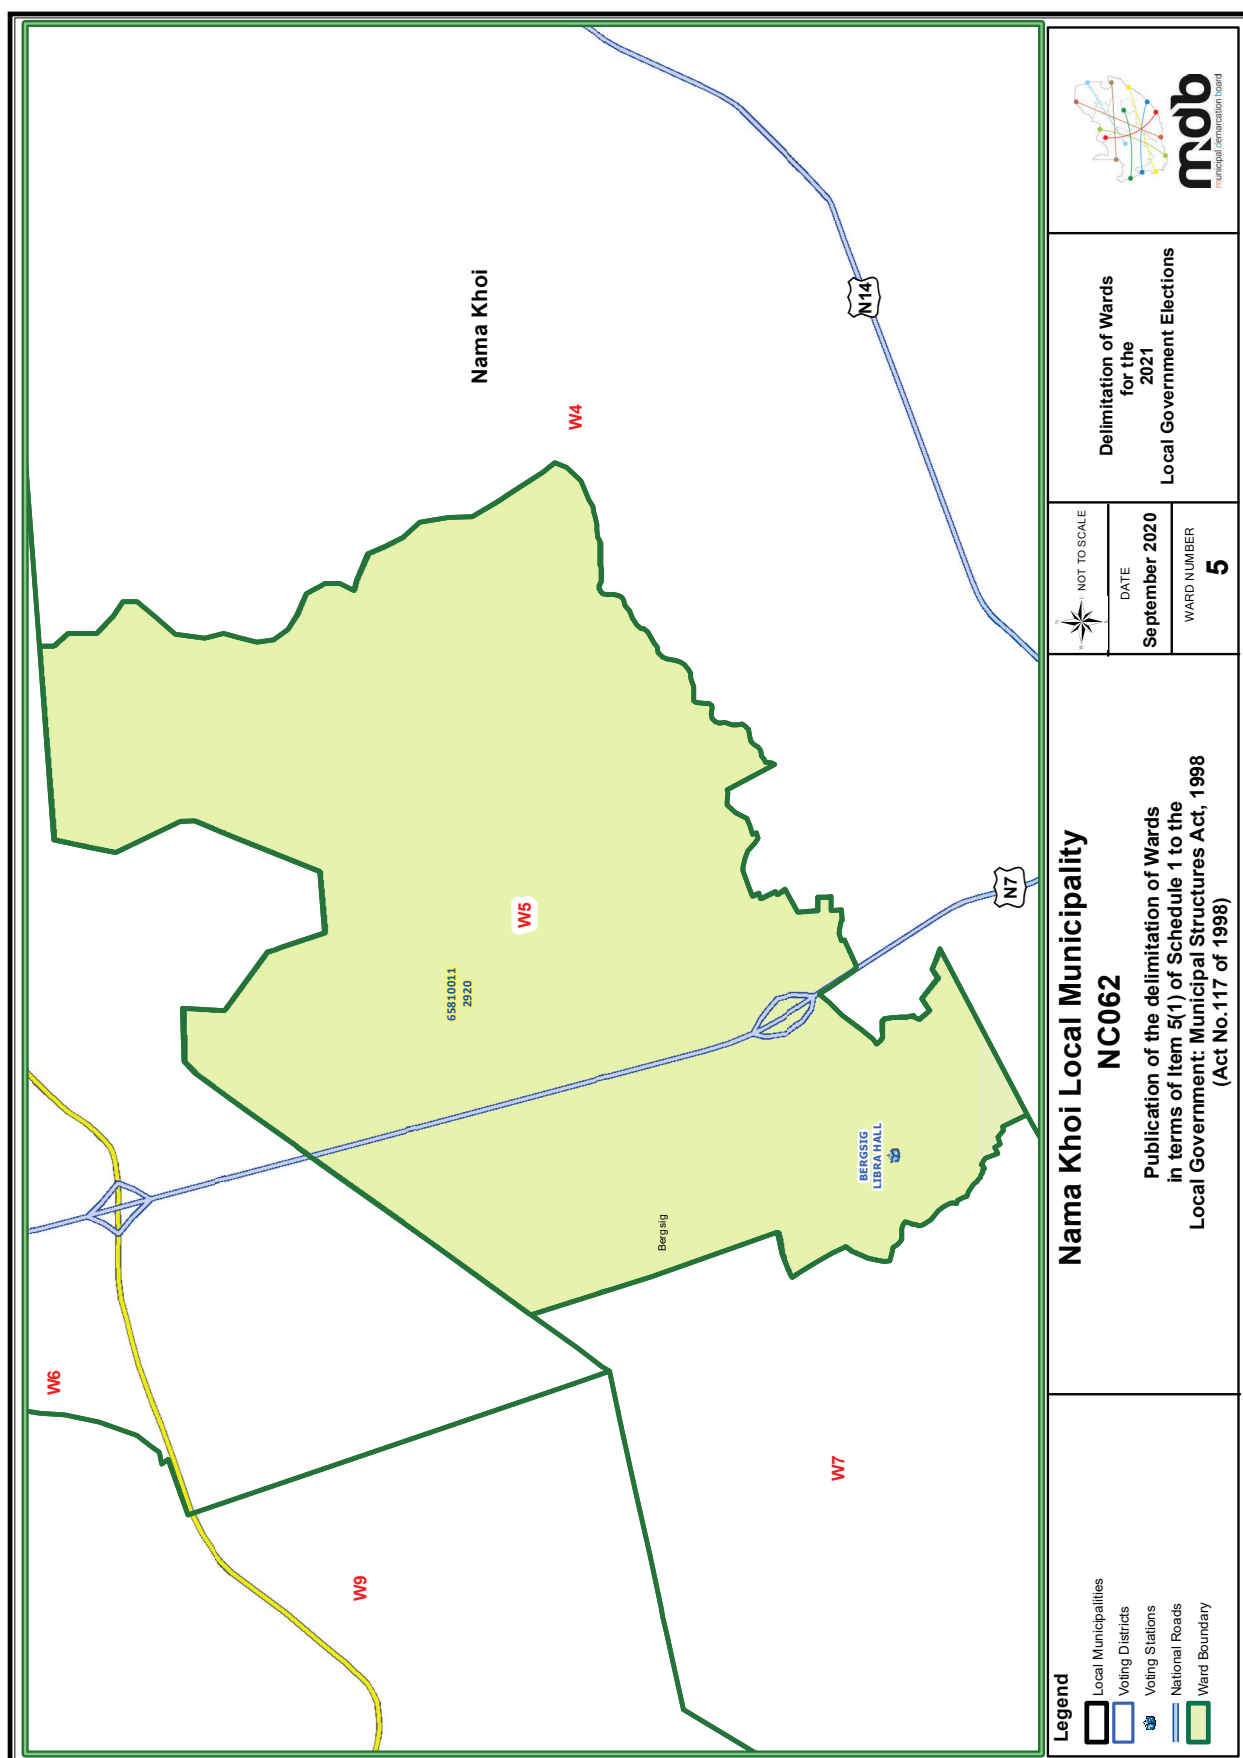 W6
W9
W7
Bergsig
BERGSIG
LIBRA HALL
65810011
2920
W5
W4
Nama Khoi
N7
N14
Legend
Local Municipalities
Voting Districts
Voting Stations
National Roads
Ward Boundary
Nama Khoi Local Municipality
NC062
Publication of the delimitation of Wards
in terms of Item 5(1) of Schedule 1 to the
Local Government: Municipal Structures Act, 1998
(Act No.117 of 1998)
NOT TO SCALE
DATE
September 2020
WARD NUMBER
5
Delimitation of Wards
for the
2021
Local Government Elections
mdb
municipal demarcation board